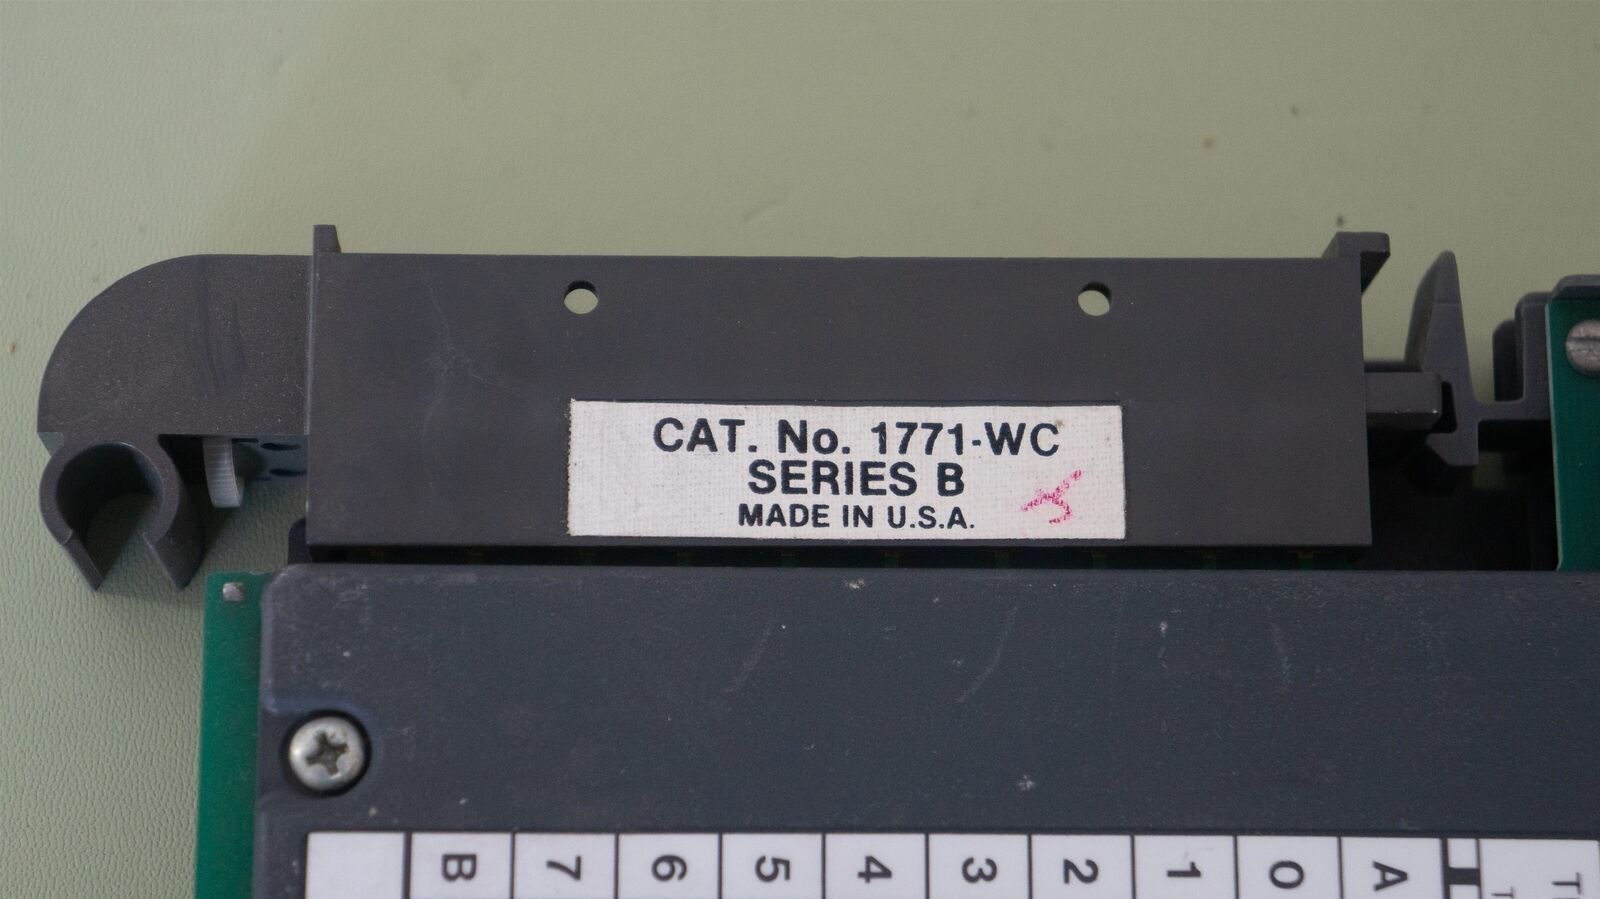 CAT. No. 1771-WC
SERIES B
MADE IN U.S.A.
B 7 6 5 4 3 2 1 0 A